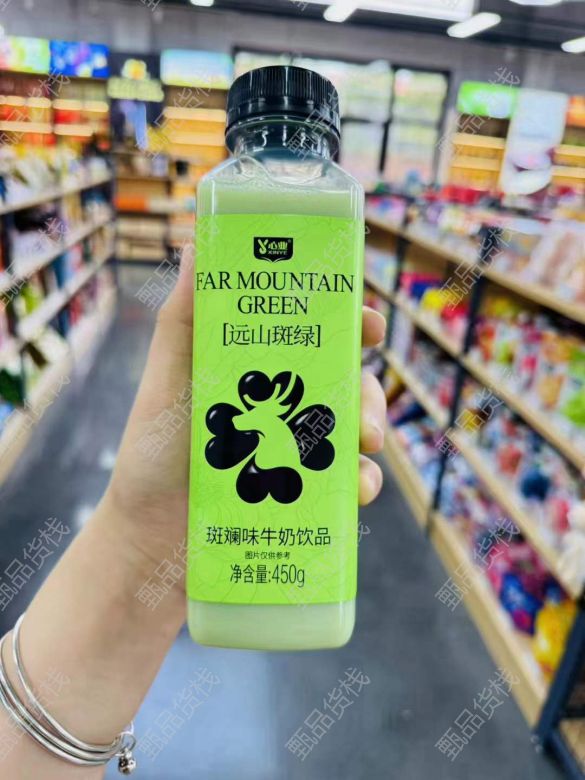 心业®
XINYE
FAR MOUNTAIN
GREEN
[远山斑绿]
斑斓味牛奶饮品
图片仅供参考
净含量:450g
甄品货栈